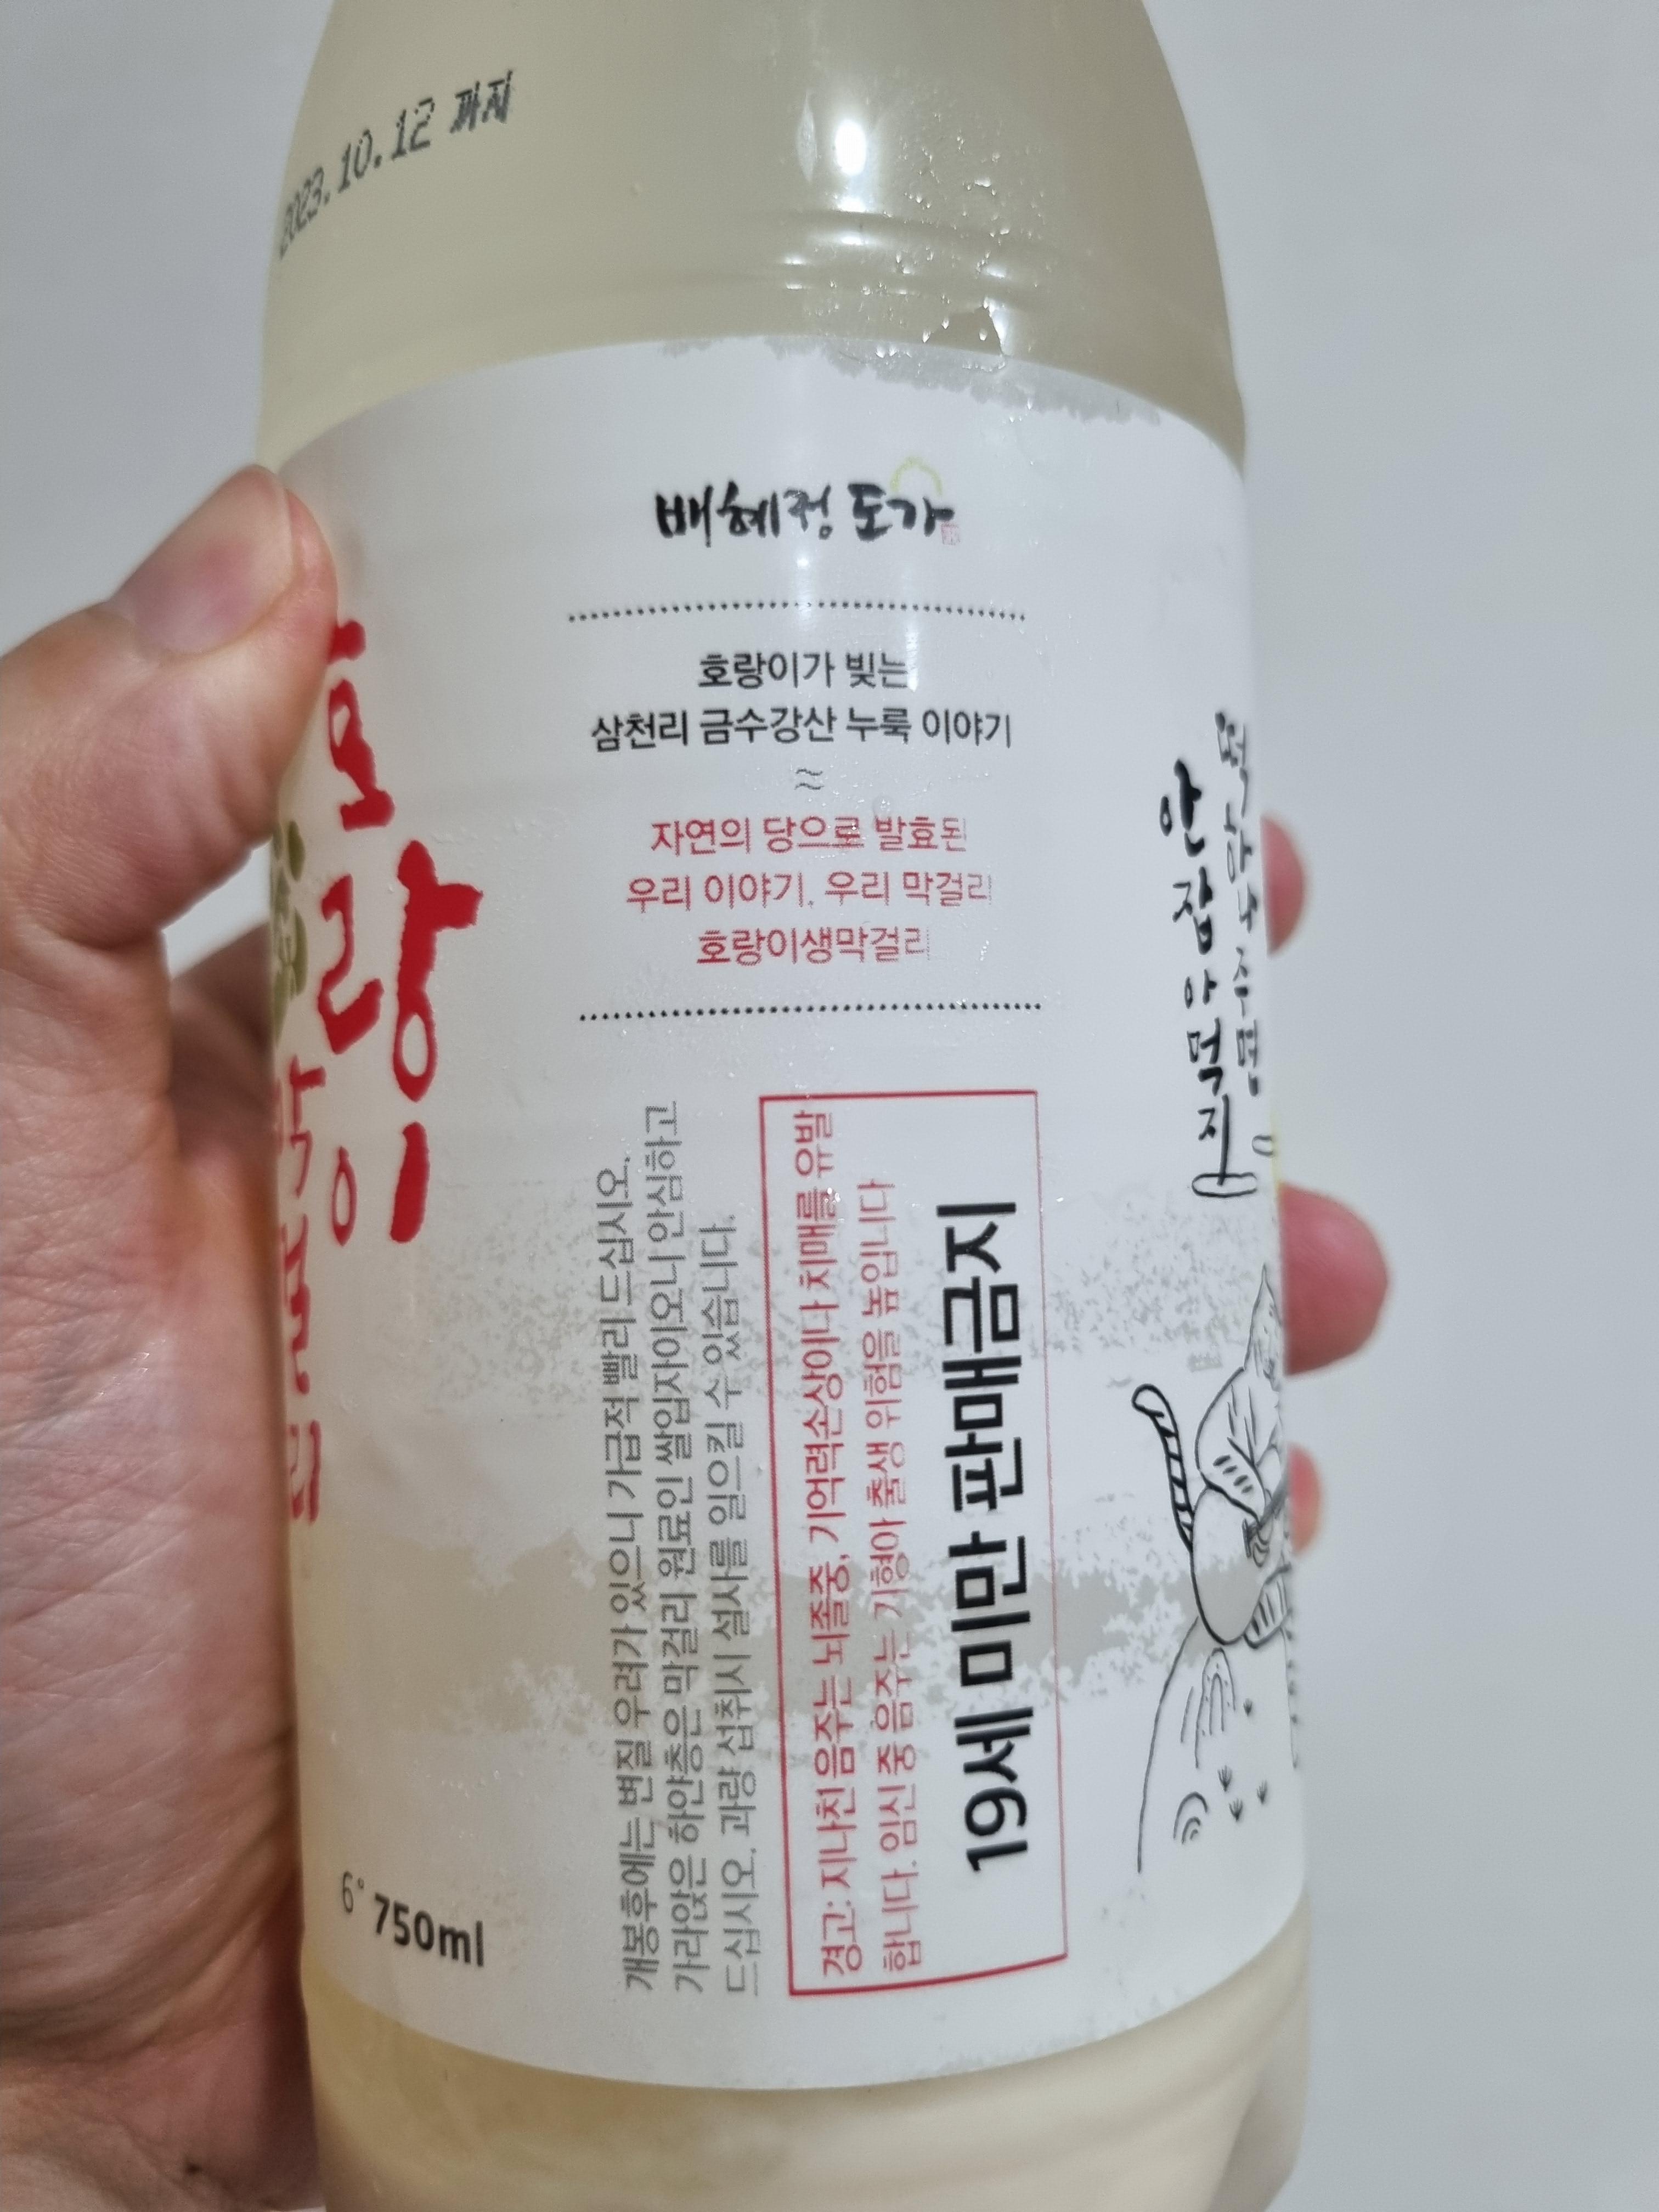 2023.10.12 까지
배혜정 도가
호랑이가 빚는
삼천리 금수강산 누룩 이야기
자연의 당으로 발효된
우리 이야기, 우리 막걸리
호랑이생막걸리
호랑이
막걸리
떡 하나 주면
안 잡아먹지
개봉후에는 변질 우려가 있으니 가급적 빨리 드십시오.
가라앉은 하얀층은 막걸리 원료인 쌀입자이오니 안심하고
드십시오. 과량 섭취시 설사를 일으킬 수 있습니다.
경고: 지나친 음주는 뇌졸중, 기억력손상이나 치매를 유발
합니다. 임신 중 음주는 기형아 출생 위험을 높입니다
19세 미만 판매금지
6° 750ml